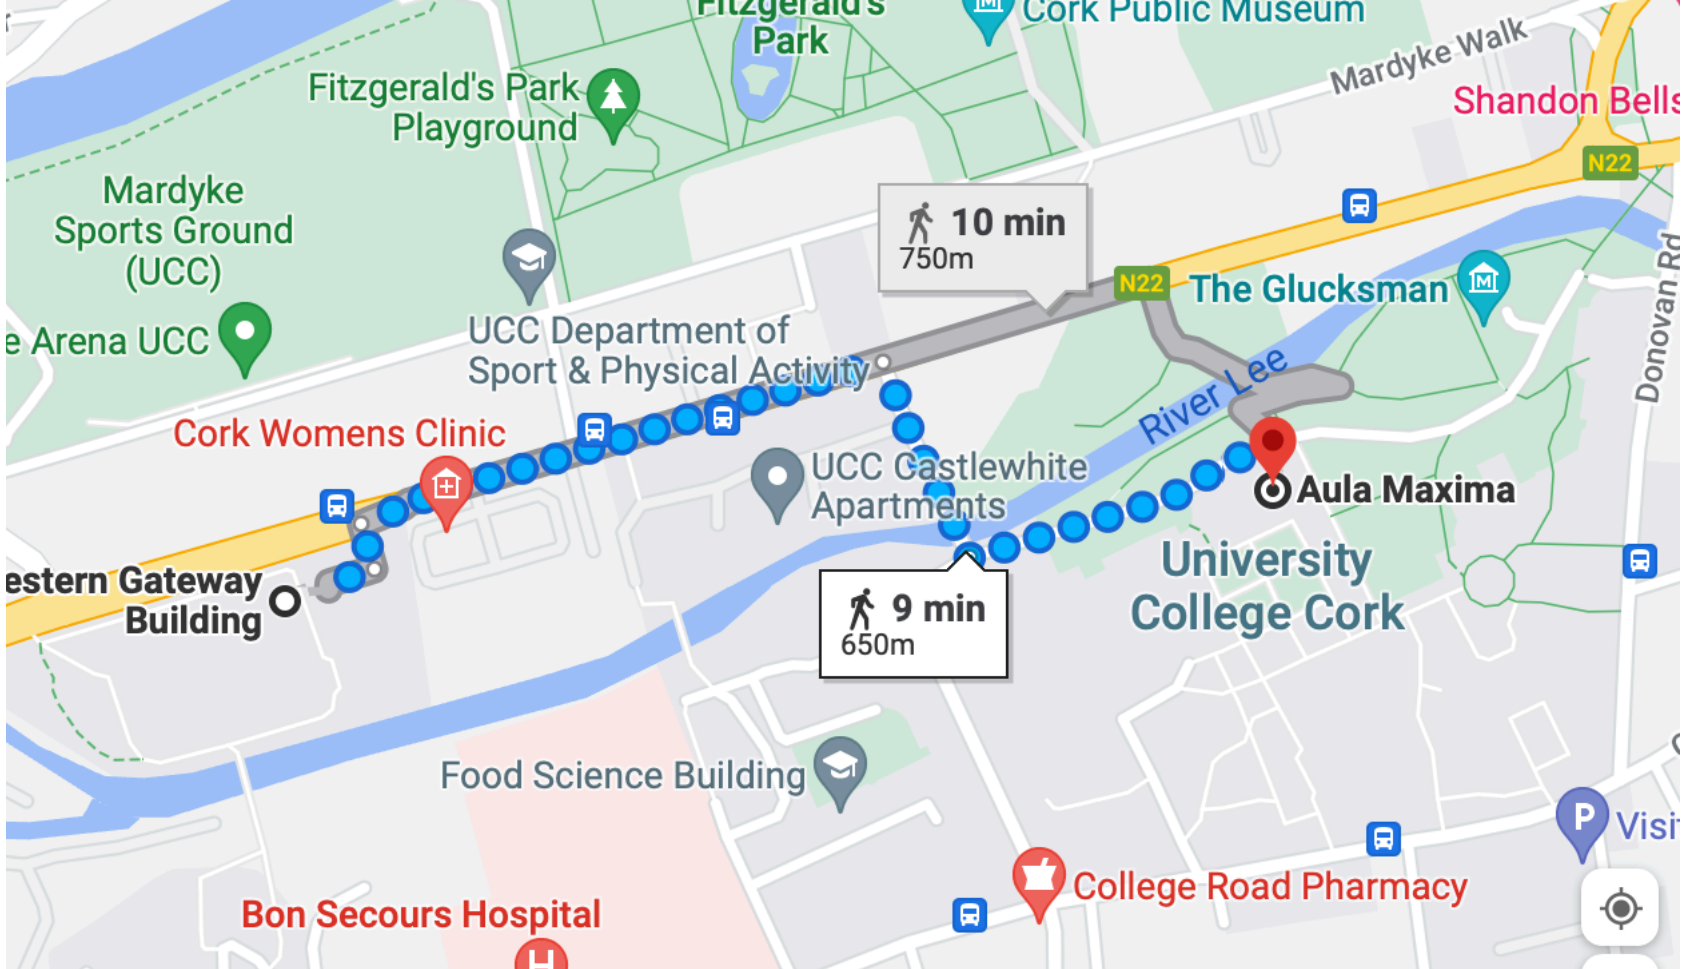 Fitzgerald's
Park
Cork Public Museum
Mardyke Walk
Fitzgerald's Park
Playground
Shandon Bells
N22
Mardyke
Sports Ground
(UCC)
10 min
750m
N22
The Glucksman
Donovan Rd
e Arena UCC
UCC Department of
Sport & Physical Activity
River Lee
Cork Womens Clinic
UCC Castlewhite
Apartments
Aula Maxima
estern Gateway
Building
University
College Cork
9 min
650m
Food Science Building
P
Visi
College Road Pharmacy
Bon Secours Hospital
H